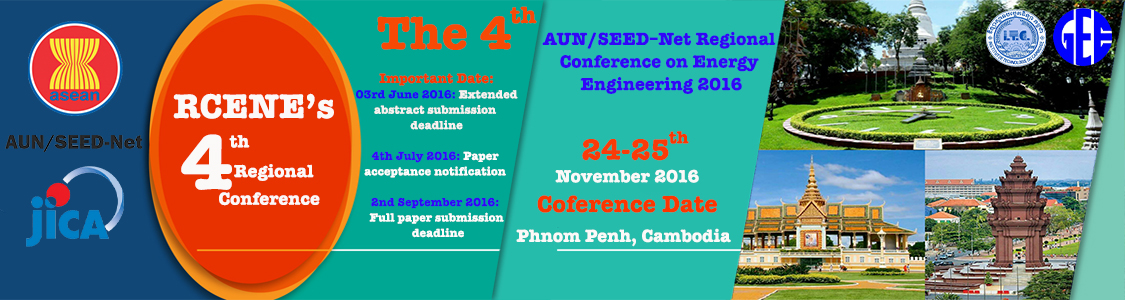 asean
AUN/SEED-Net
jICA
RCENE's
4th
Regional
Conference
The 4th
Important Date:
03rd June 2016: Extended
abstract submission
deadline
4th July 2016: Paper
acceptance notification
2nd September 2016:
Full paper submission
deadline
AUN/SEED-Net Regional
Conference on Energy
Engineering 2016
24-25th
November 2016
Coference Date
Phnom Penh, Cambodia
I.T.C.
GEE